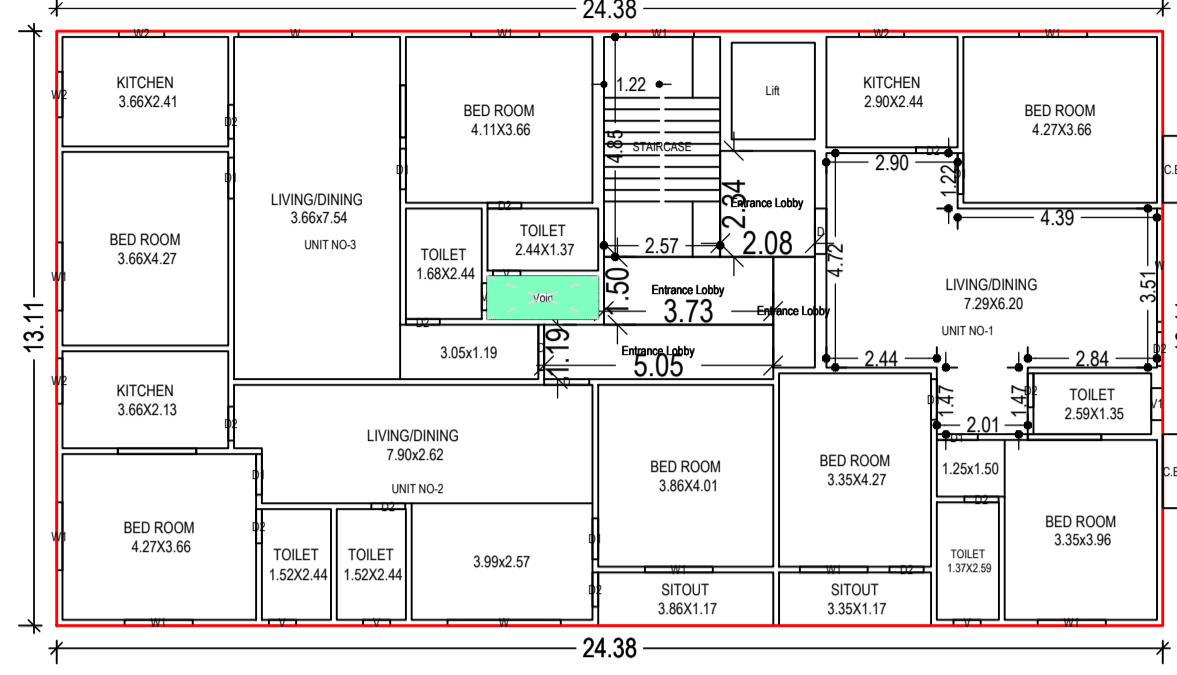 24.38
W2
W
W1
W1
W2
W1
KITCHEN
3.66X2.41
W2
D2
BED ROOM
4.11X3.66
1.22
4.85
STAIRCASE
Lift
KITCHEN
2.90X2.44
BED ROOM
4.27X3.66
D2
2.90
1.22
C.B
D1
D1
LIVING/DINING
3.66x7.54
UNIT NO-3
BED ROOM
3.66X4.27
W1
D2
TOILET
2.44X1.37
TOILET
1.68X2.44
V
V
Void
D2
2.34
Entrance Lobby
2.57
2.08
D
4.72
4.39
LIVING/DINING
7.29X6.20
UNIT NO-1
W
3.51
1.50
Entrance Lobby
3.73
Entrance Lobby
13.11
3.05x1.19
D
1.19
Entrance Lobby
5.05
D
2.44
2.84
D2
W2
KITCHEN
3.66X2.13
D2
LIVING/DINING
7.90x2.62
UNIT NO-2
D
1.47
1.47
D2
TOILET
2.59X1.35
V1
2.01
D1
C.B
BED ROOM
3.86X4.01
BED ROOM
3.35X4.27
1.25x1.50
D2
D1
D2
D2
W1
BED ROOM
4.27X3.66
TOILET
1.52X2.44
TOILET
1.52X2.44
3.99x2.57
D1
D2
W1
W1
D2
SITOUT
3.86X1.17
SITOUT
3.35X1.17
TOILET
1.37X2.59
BED ROOM
3.35x3.96
W1
V
V
W
V
W1
24.38